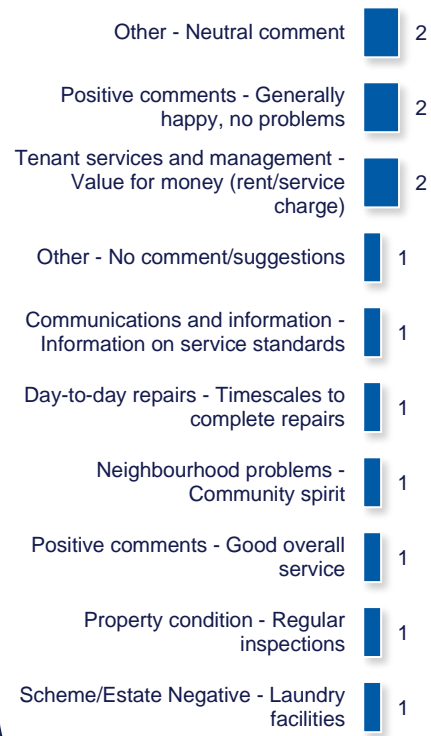 Other - Neutral comment 2
Positive comments - Generally
happy, no problems 2
Tenant services and management -
Value for money (rent/service
charge) 2
Other - No comment/suggestions 1
Communications and information -
Information on service standards 1
Day-to-day repairs - Timescales to
complete repairs 1
Neighbourhood problems -
Community spirit 1
Positive comments - Good overall
service 1
Property condition - Regular
inspections 1
Scheme/Estate Negative - Laundry
facilities 1